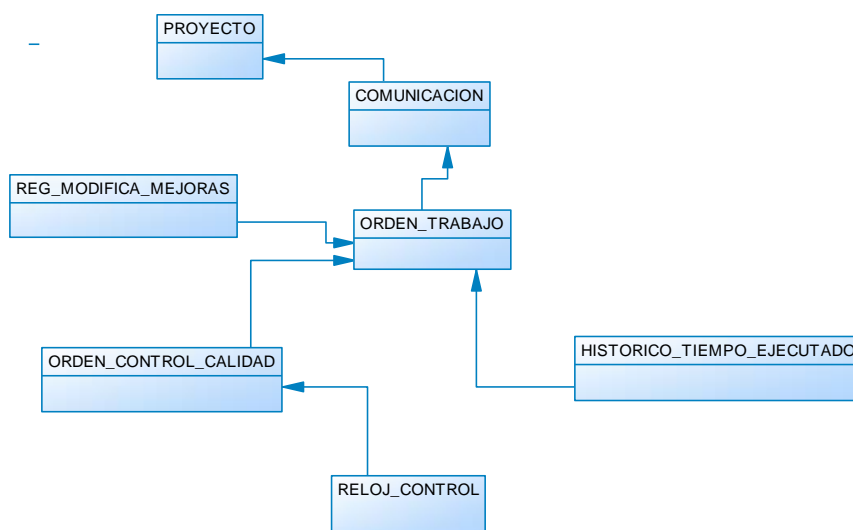 PROYECTO
COMUNICACION
REG_MODIFICA_MEJORAS
ORDEN_TRABAJO
ORDEN_CONTROL_CALIDAD
HISTORICO_TIEMPO_EJECUTADO
RELOJ_CONTROL